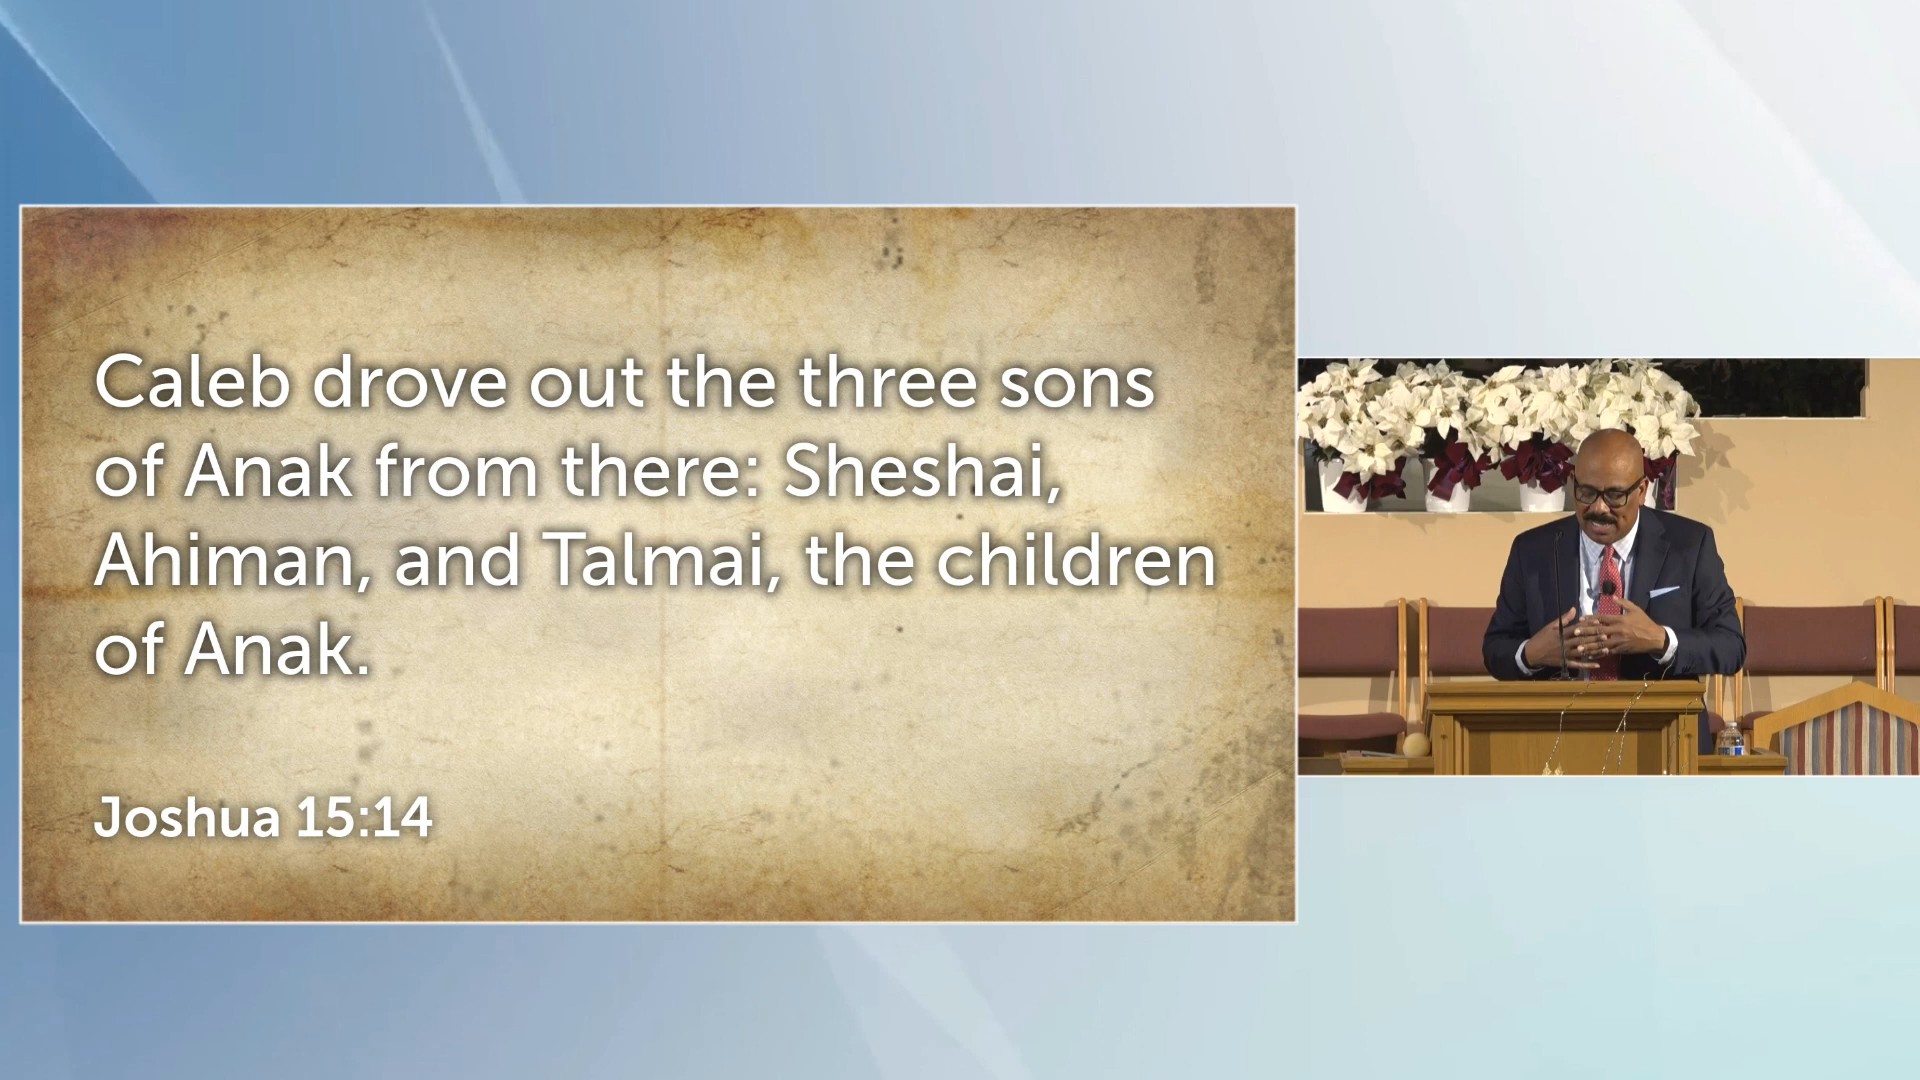 Caleb drove out the three sons
of Anak from there: Sheshai,
Ahiman, and Talmai, the children
of Anak.
Joshua 15:14